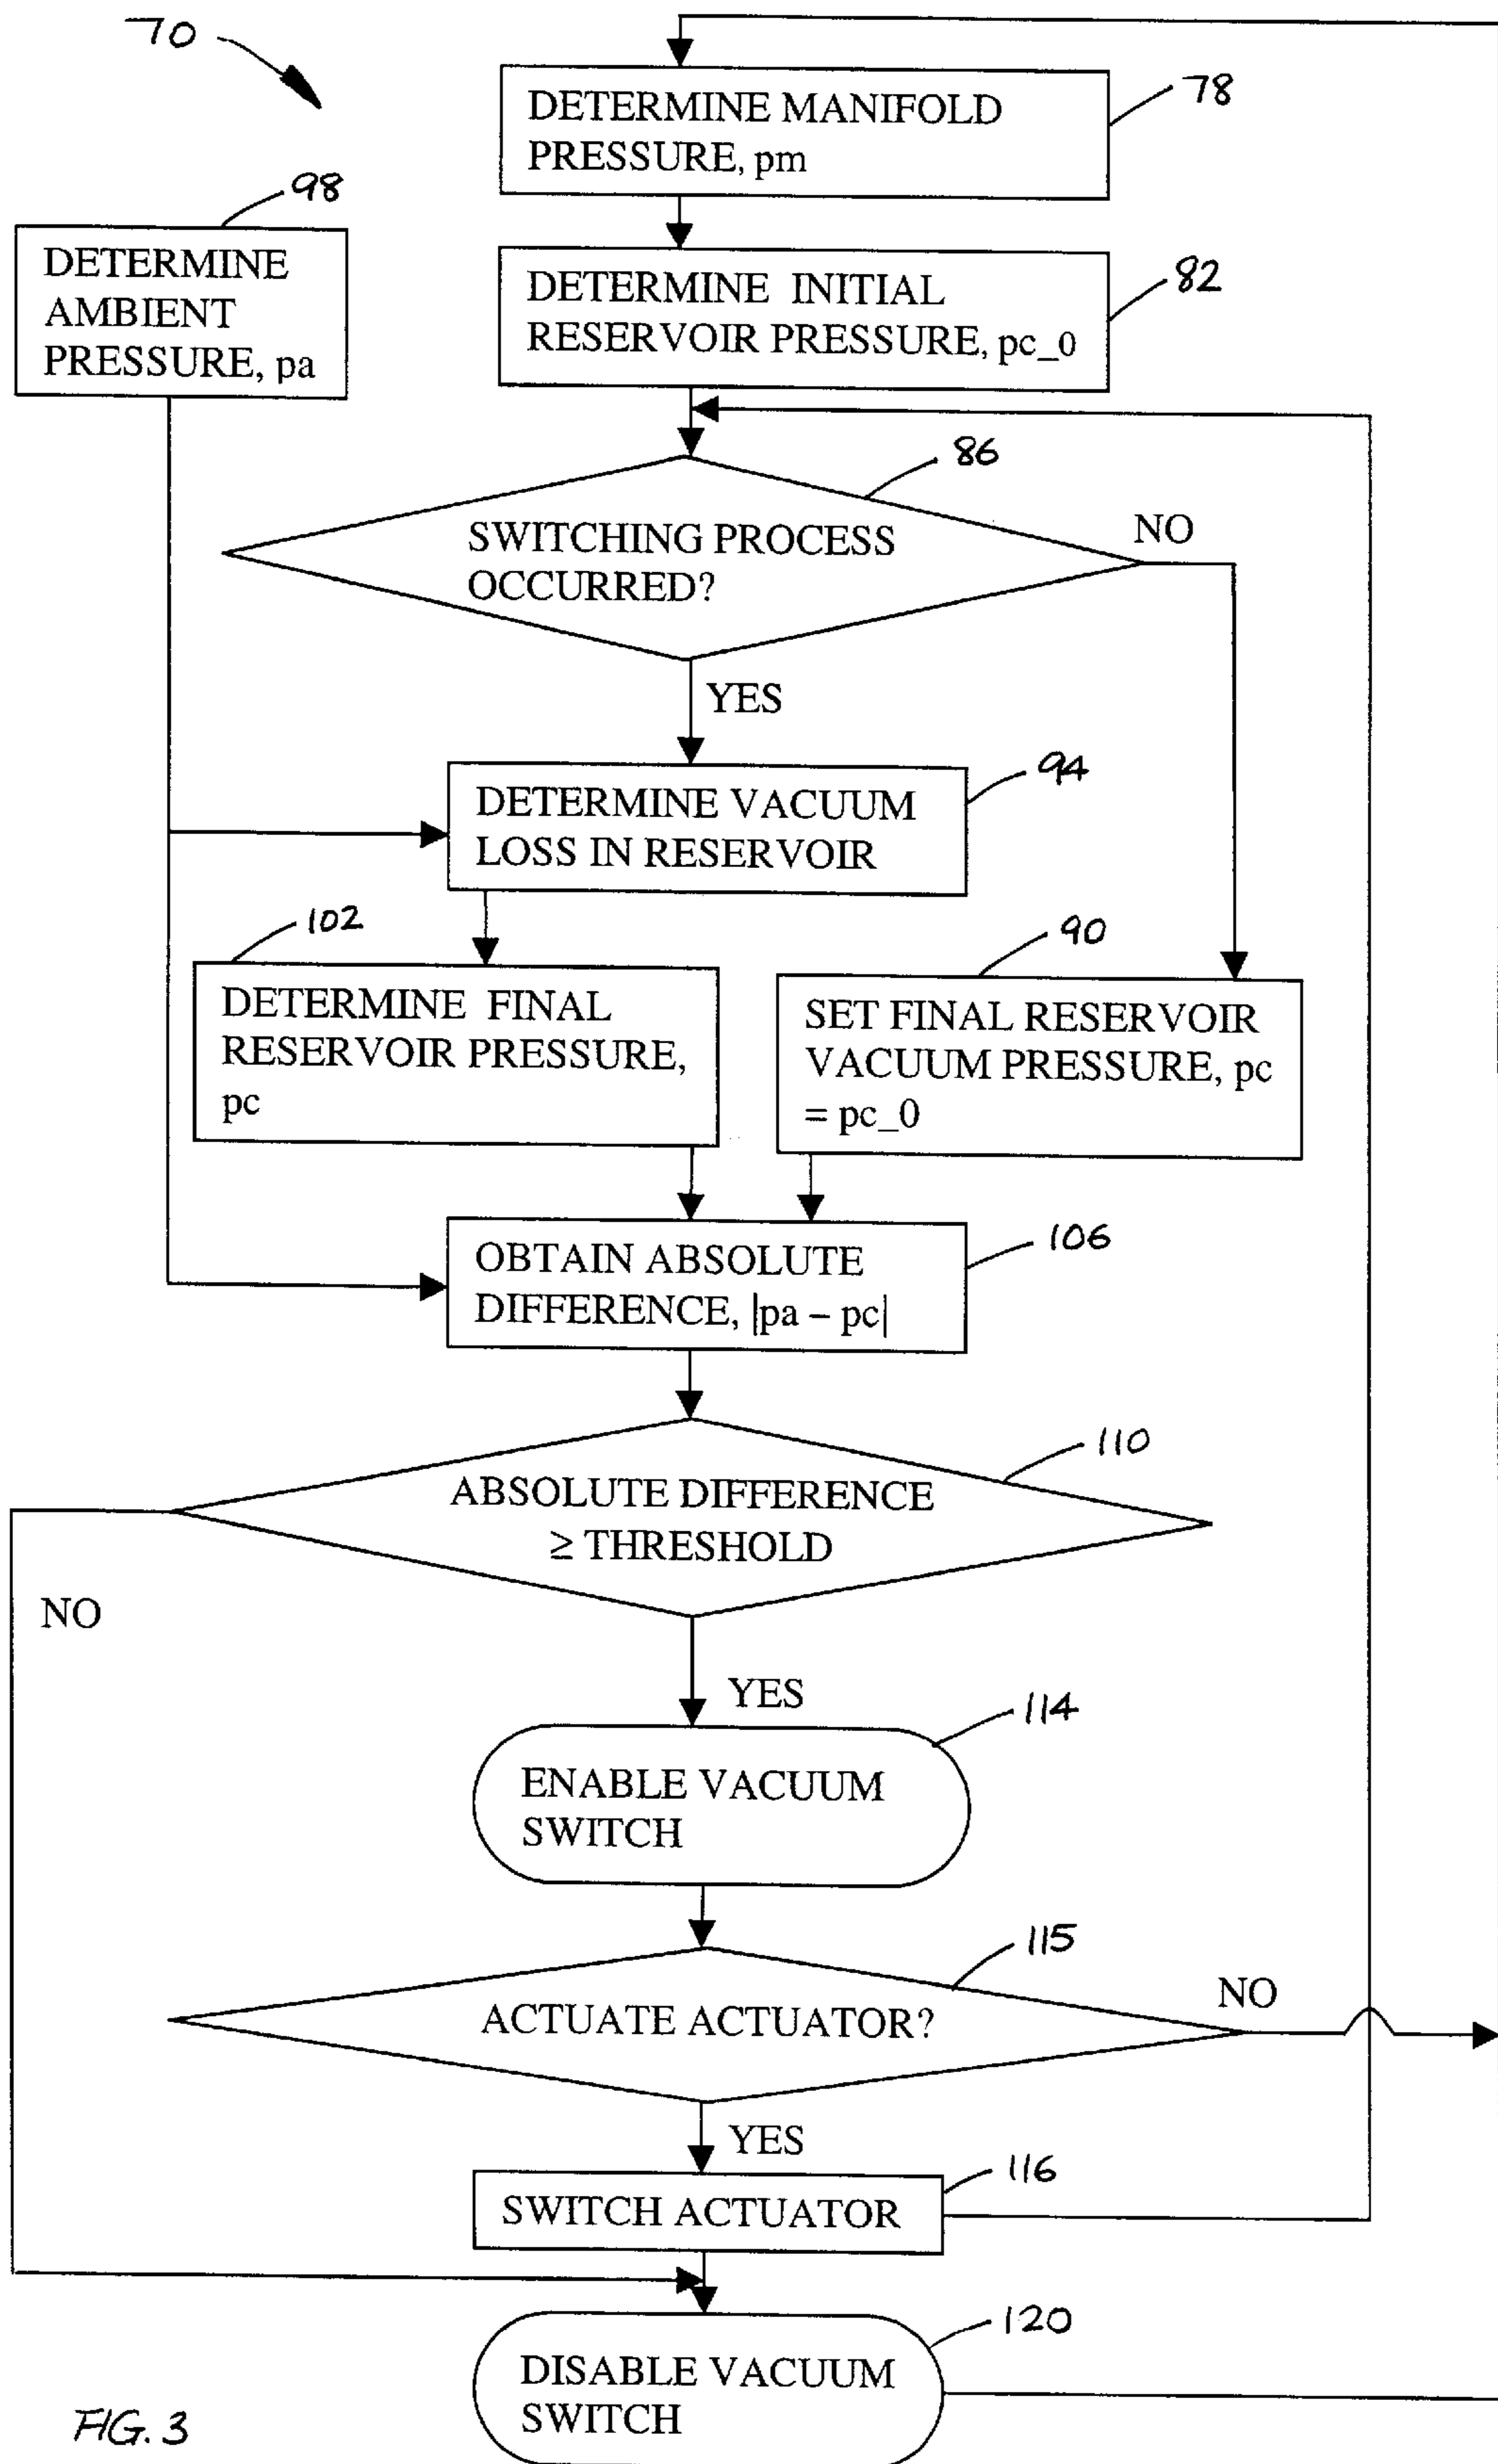 70
DETERMINE MANIFOLD
PRESSURE, pm
78
98
DETERMINE
AMBIENT
PRESSURE, pa
DETERMINE INITIAL
RESERVOIR PRESSURE, pc_0
82
86
SWITCHING PROCESS
OCCURRED?
NO
YES
DETERMINE VACUUM
LOSS IN RESERVOIR
94
102
DETERMINE FINAL
RESERVOIR PRESSURE,
pc
90
SET FINAL RESERVOIR
VACUUM PRESSURE, pc
= pc_0
OBTAIN ABSOLUTE
DIFFERENCE, |pa – pc|
106
110
ABSOLUTE DIFFERENCE
≥ THRESHOLD
NO
YES
114
ENABLE VACUUM
SWITCH
115
ACTUATE ACTUATOR?
NO
YES
116
SWITCH ACTUATOR
120
DISABLE VACUUM
SWITCH
FIG. 3